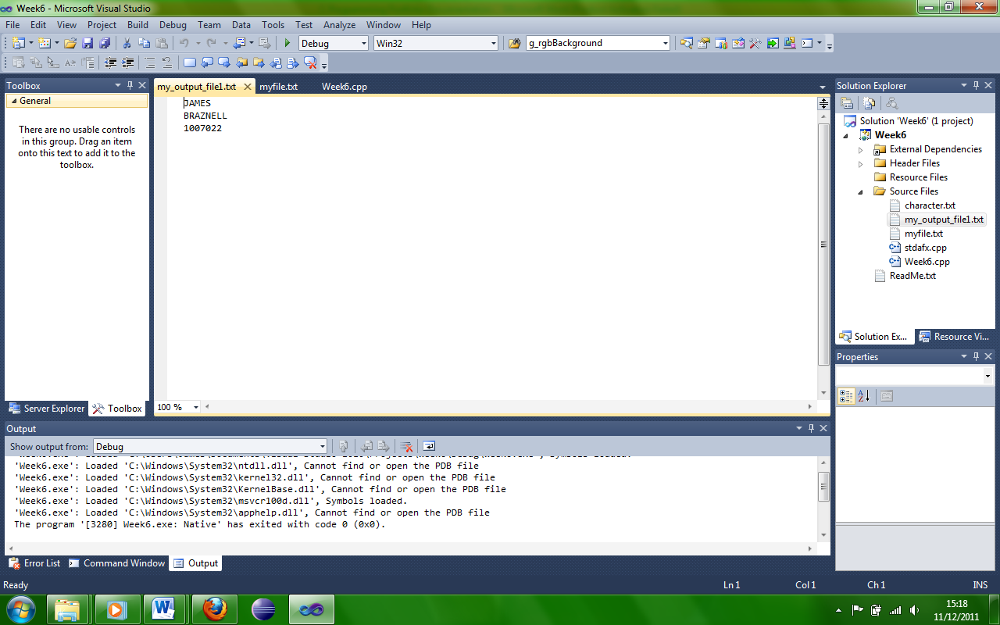 Week6 - Microsoft Visual Studio
File Edit View Project Build Debug Team Data Tools Test Analyze Window Help
Debug Win32 g_rgbBackground
Toolbox
General
There are no usable controls
in this group. Drag an item
onto this text to add it to the
toolbox.
Server Explorer Toolbox
my_output_file1.txt myfile.txt Week6.cpp
JAMES
BRAZNELL
1007022
100 %
Solution Explorer
Solution 'Week6' (1 project)
Week6
External Dependencies
Header Files
Resource Files
Source Files
character.txt
my_output_file1.txt
myfile.txt
stdafx.cpp
Week6.cpp
ReadMe.txt
Solution Ex... Resource Vi...
Properties
Output
Show output from: Debug
'Week6.exe': Loaded 'C:\Windows\System32\ntdll.dll', Cannot find or open the PDB file
'Week6.exe': Loaded 'C:\Windows\System32\kernel32.dll', Cannot find or open the PDB file
'Week6.exe': Loaded 'C:\Windows\System32\KernelBase.dll', Cannot find or open the PDB file
'Week6.exe': Loaded 'C:\Windows\System32\msvcr100d.dll', Symbols loaded.
'Week6.exe': Loaded 'C:\Windows\System32\apphelp.dll', Cannot find or open the PDB file
The program '[3280] Week6.exe: Native' has exited with code 0 (0x0).
Error List Command Window Output
Ready Ln 1 Col 1 Ch 1 INS
15:18
11/12/2011